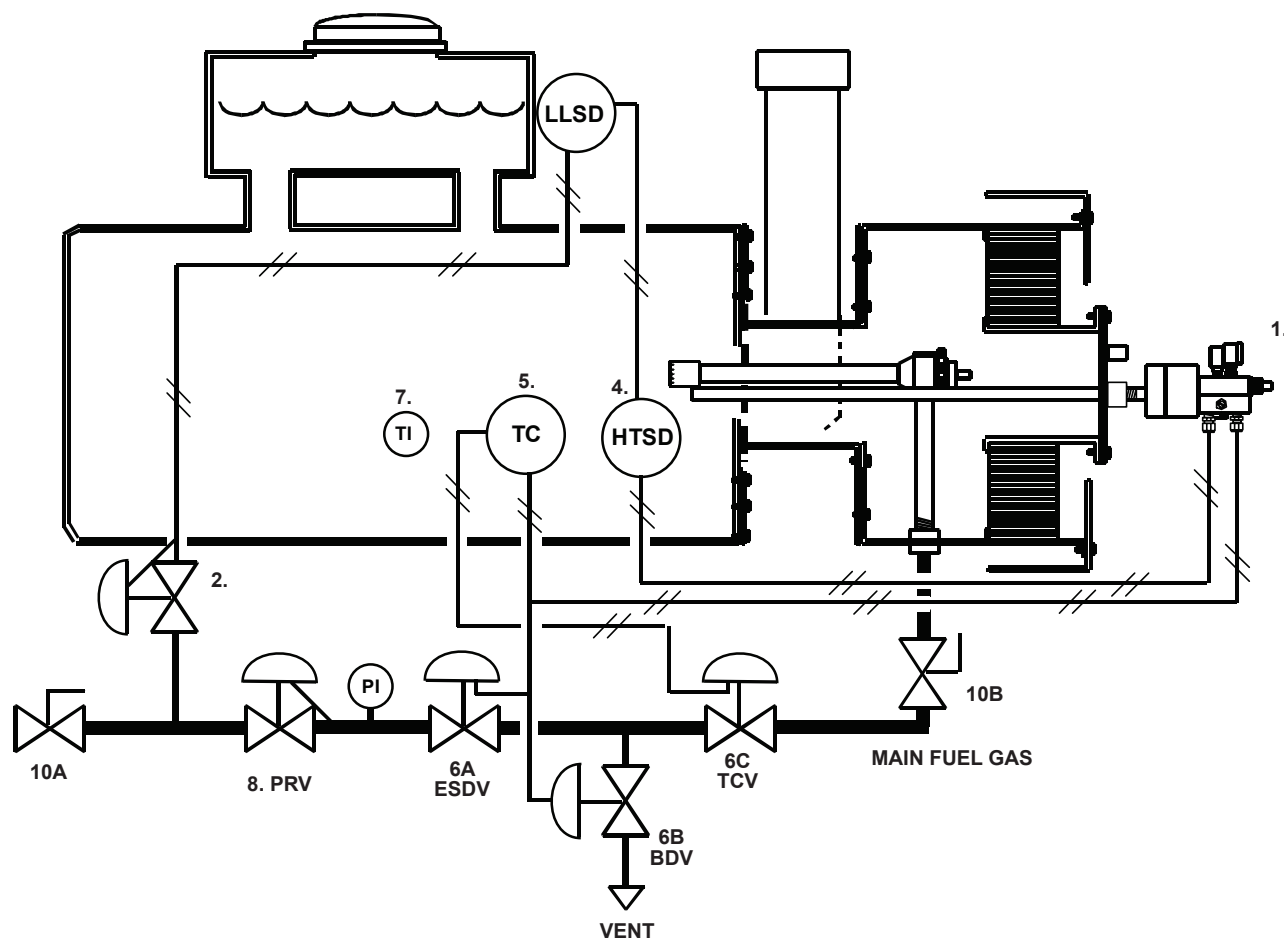 LLSD
1.
5.
4.
7.
TI
TC
HTSD
2.
PI
10B
10A
8. PRV
6A
ESDV
6C
TCV
MAIN FUEL GAS
6B
BDV
VENT